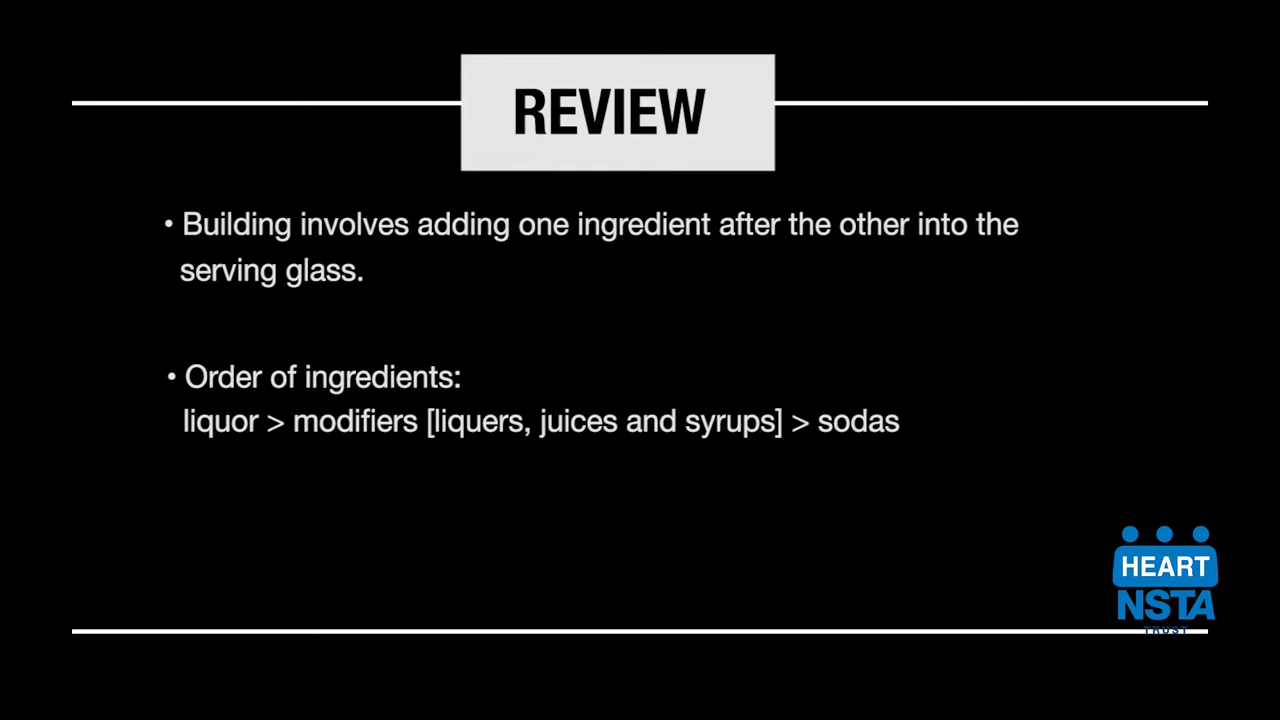 REVIEW
• Building involves adding one ingredient after the other into the
serving glass.
• Order of ingredients:
liquor > modifiers [liquers, juices and syrups] > sodas
HEART
NSTA
TRUST